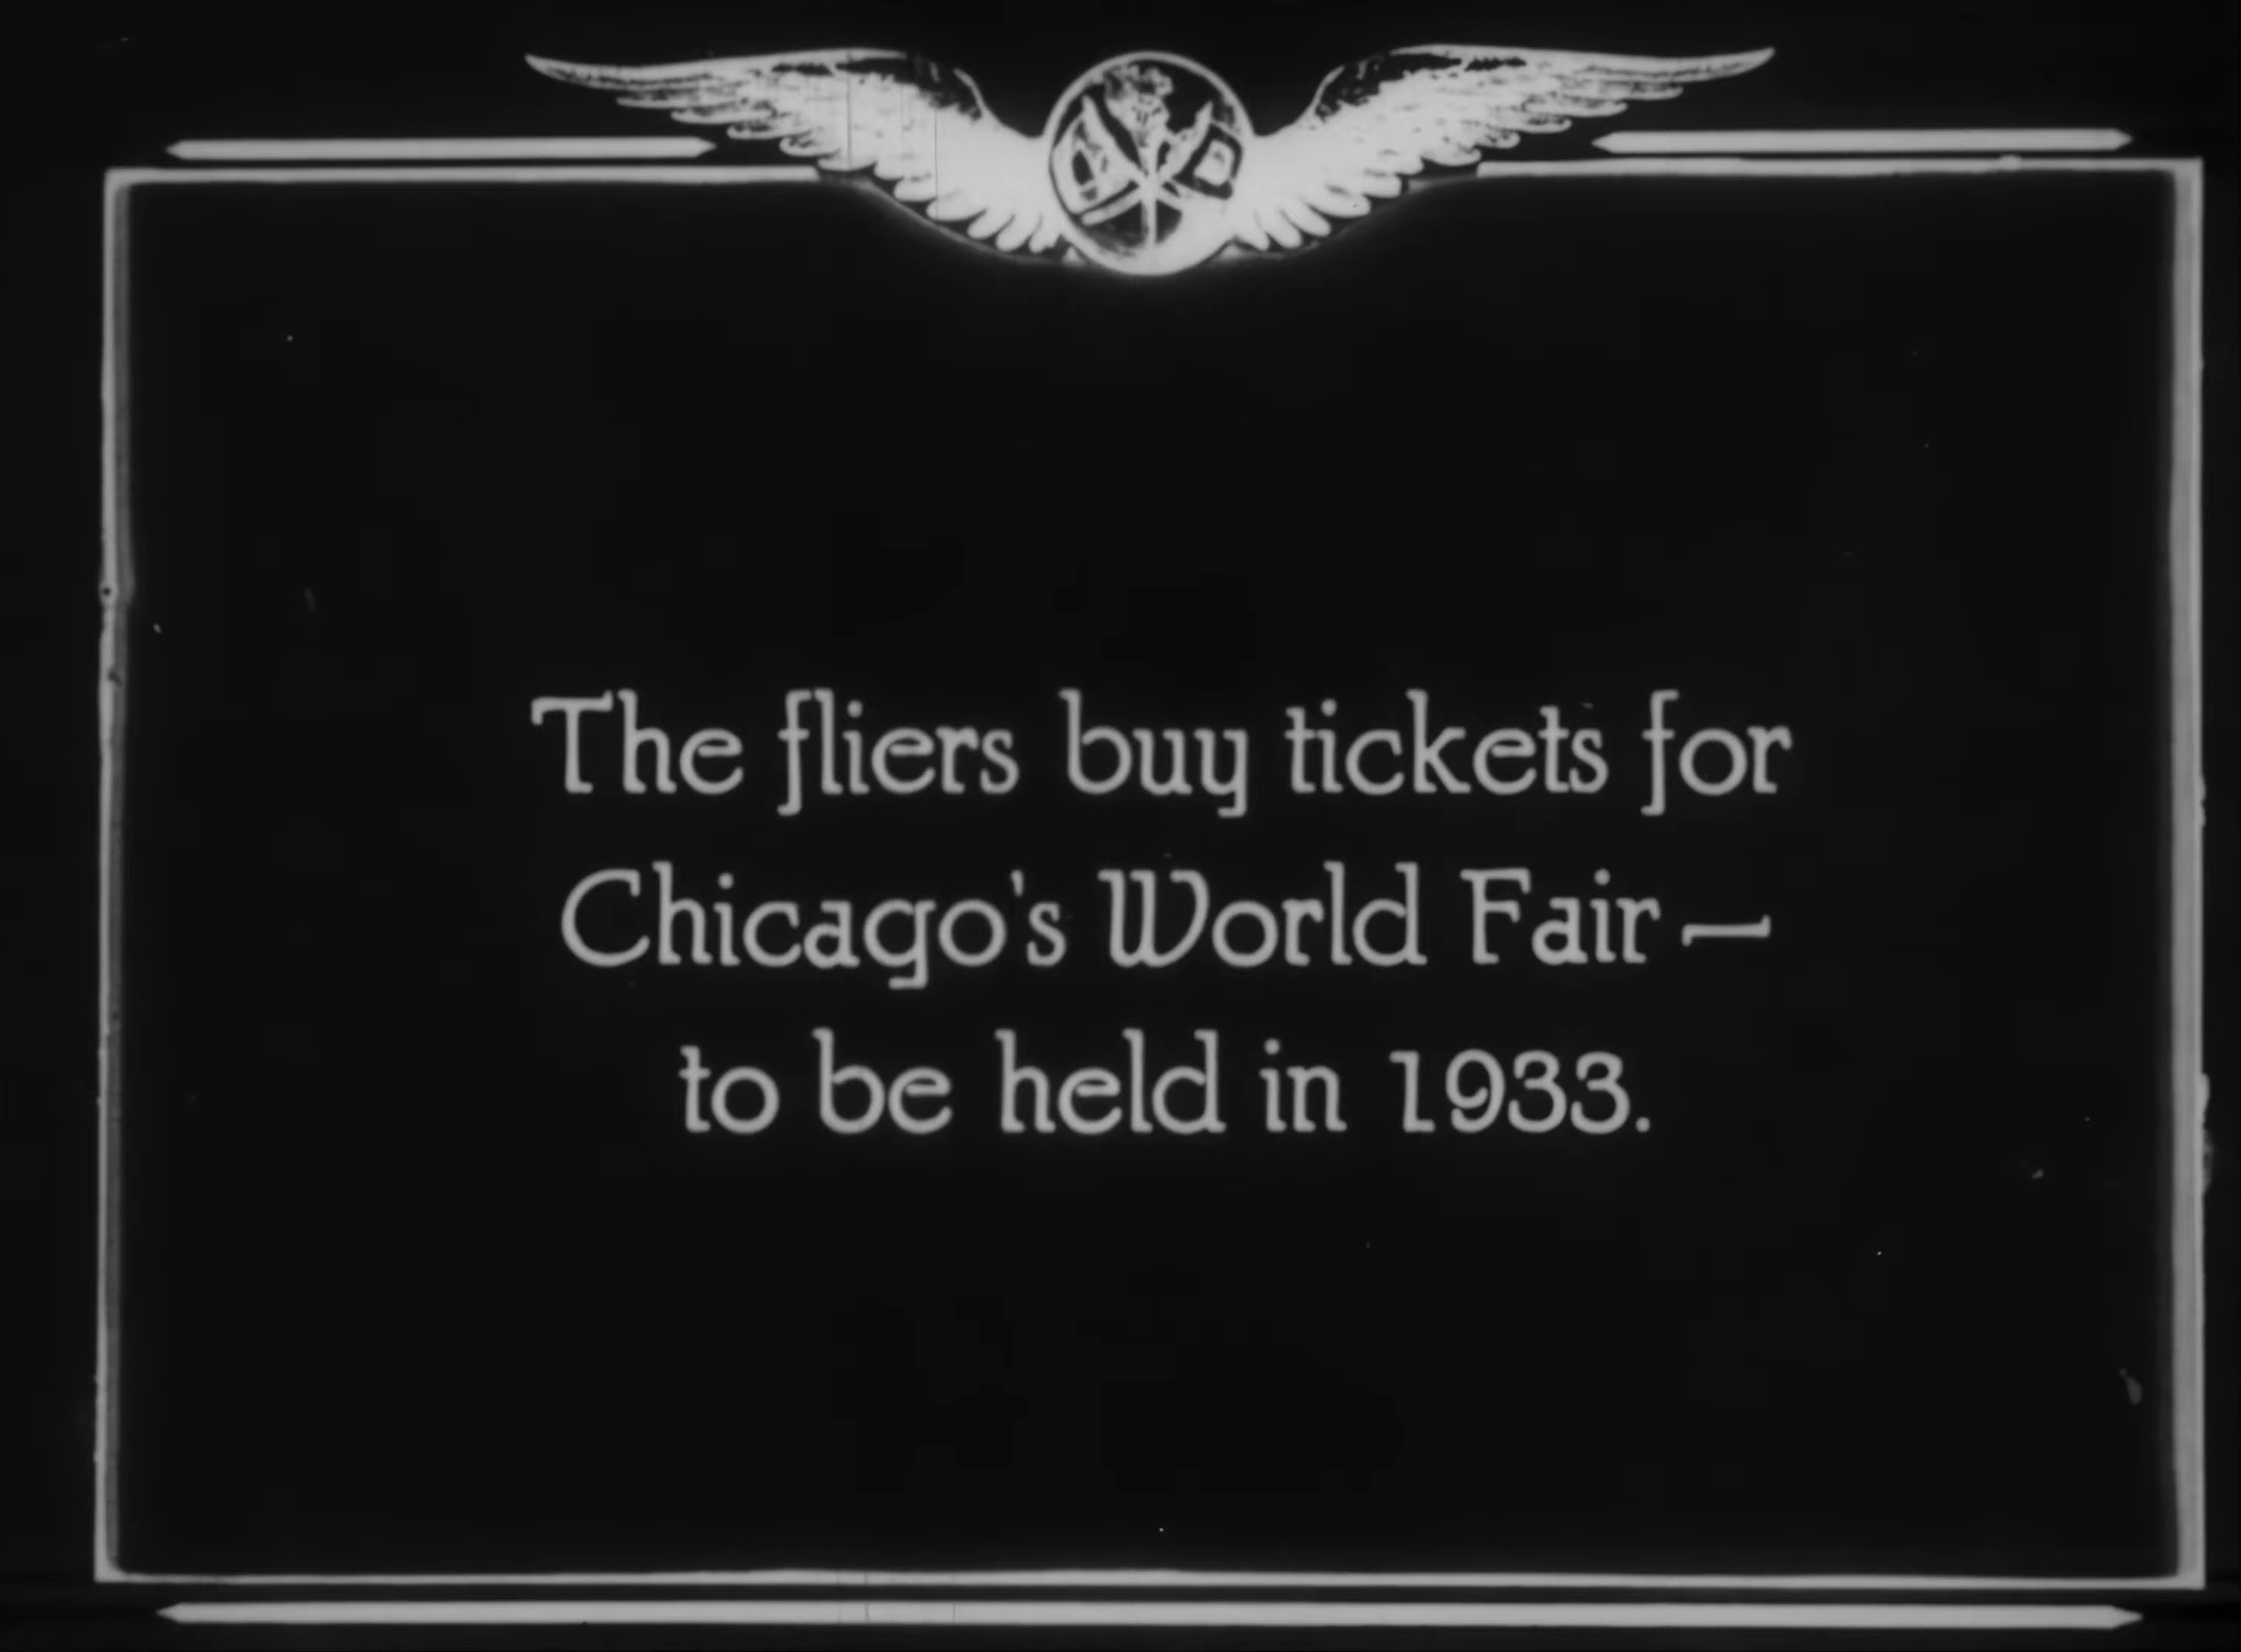 The fliers buy tickets for
Chicago's World Fair —
to be held in 1933.